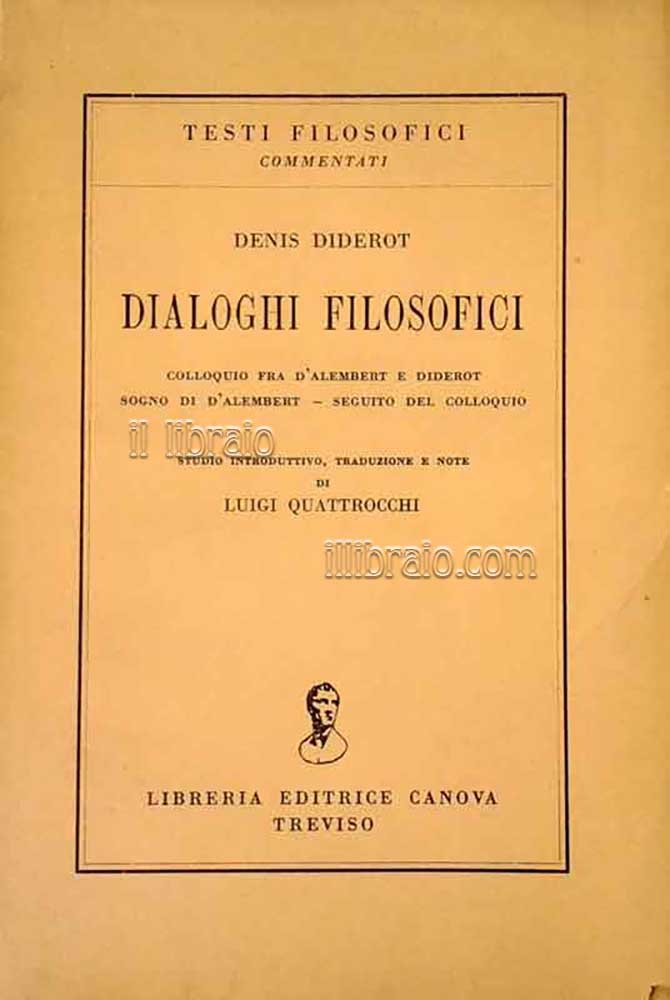 TESTI FILOSOFICI
COMMENTATI
DENIS DIDEROT
DIALOGHI FILOSOFICI
COLLOQUIO FRA D'ALEMBERT E DIDEROT
SOGNO DI D'ALEMBERT – SEGUITO DEL COLLOQUIO
il libraio
STUDIO INTRODUTTIVO, TRADUZIONE E NOTE
DI
LUIGI QUATTROCCHI
illibraio.com
LIBRERIA EDITRICE CANOVA
TREVISO